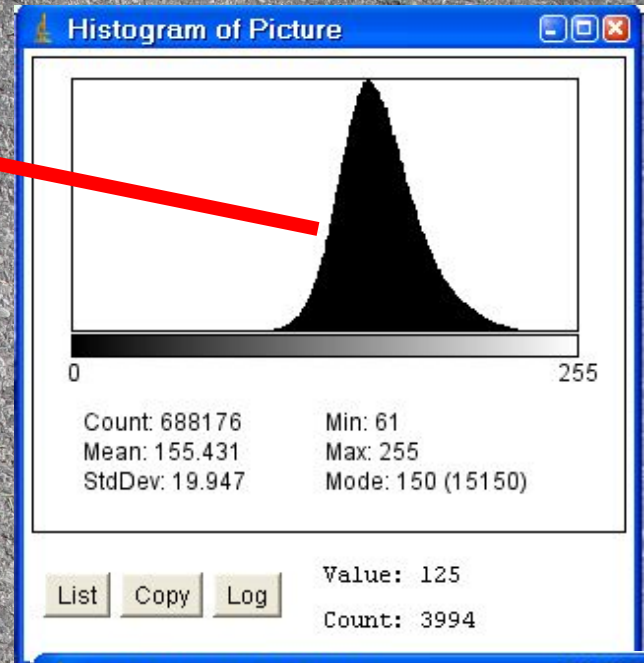 Histogram of Picture
0 255
Count: 688176 Min: 61
Mean: 155.431 Max: 255
StdDev: 19.947 Mode: 150 (15150)
List Copy Log Value: 125
Count: 3994